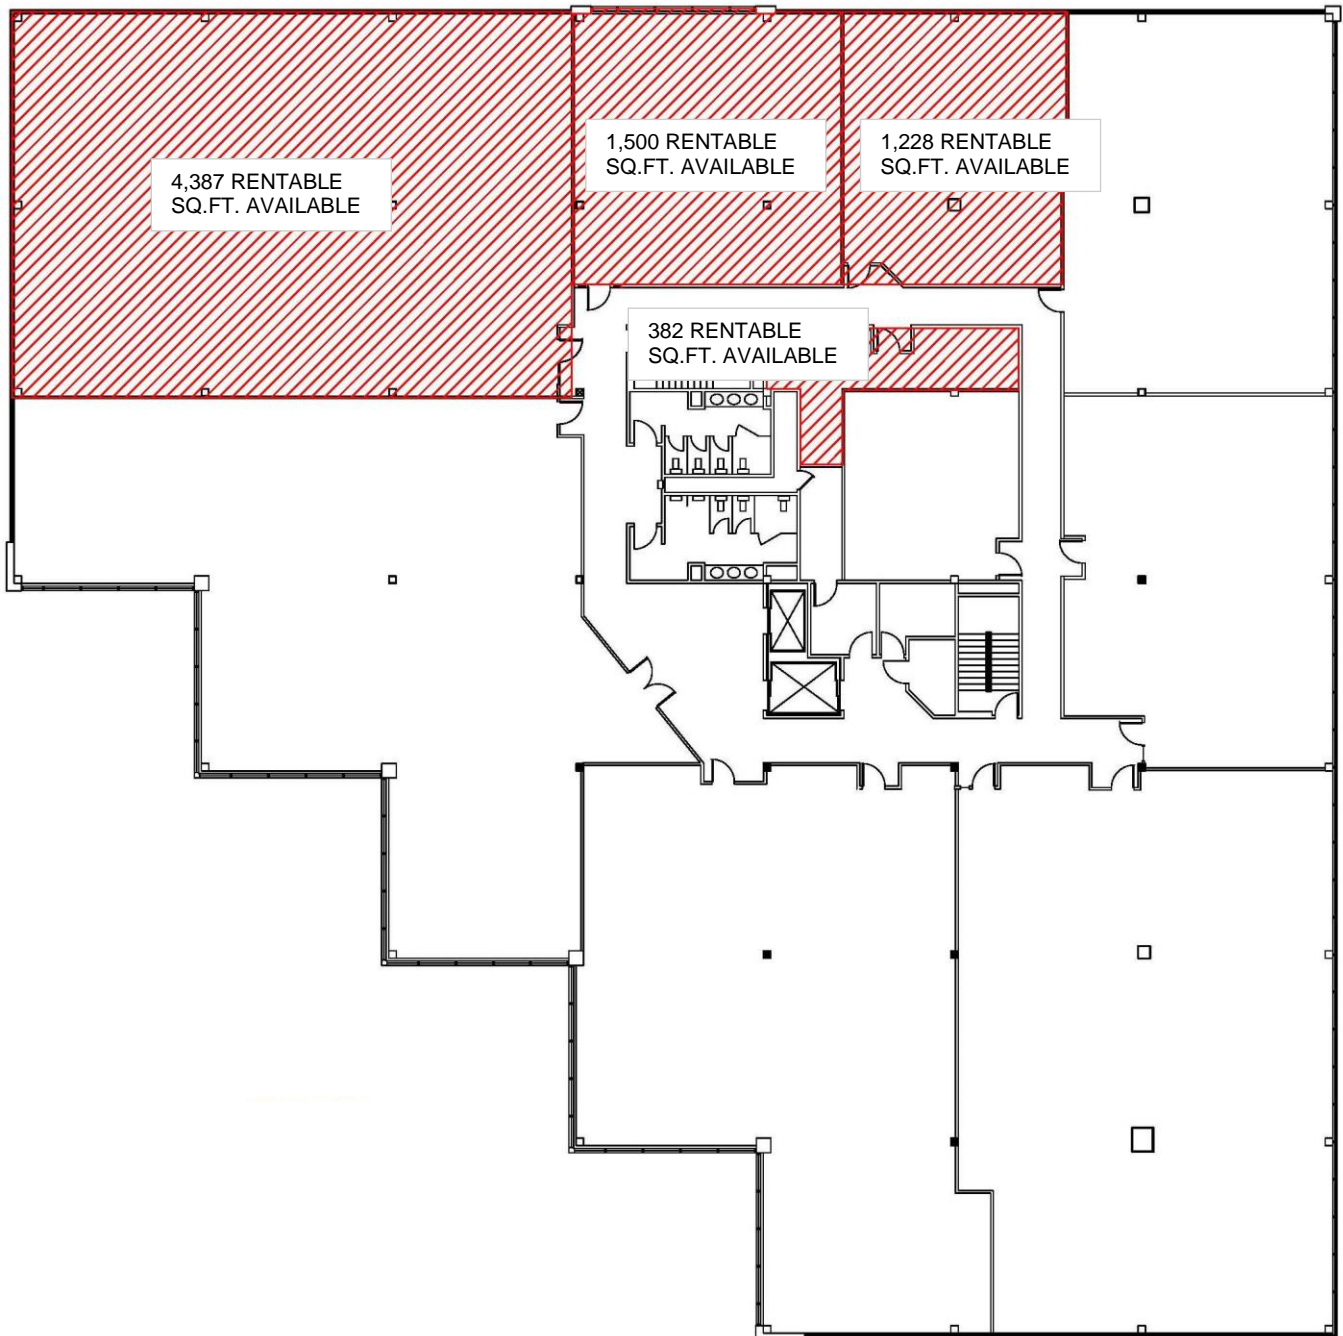 4,387 RENTABLE
SQ.FT. AVAILABLE
1,500 RENTABLE
SQ.FT. AVAILABLE
1,228 RENTABLE
SQ.FT. AVAILABLE
382 RENTABLE
SQ.FT. AVAILABLE